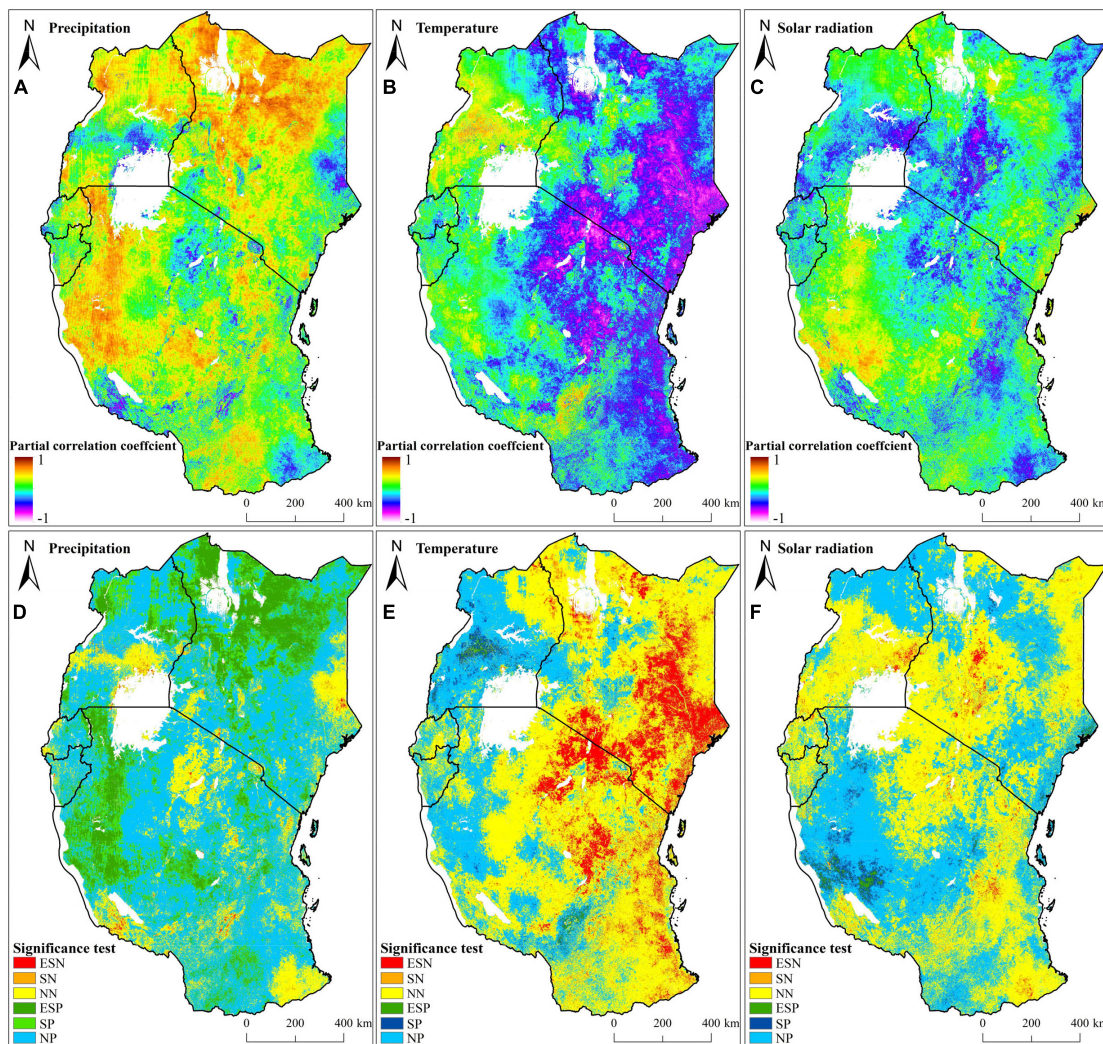 N
Precipitation
A
Partial correlation coeffcient
1
-1
0 200 400 km
N
Temperature
B
Partial correlation coeffcient
1
-1
0 200 400 km
N
Solar radiation
C
Partial correlation coeffcient
1
-1
0 200 400 km
N
Precipitation
D
Significance test
ESN
SN
NN
ESP
SP
NP
0 200 400 km
N
Temperature
E
Significance test
ESN
SN
NN
ESP
SP
NP
0 200 400 km
N
Solar radiation
F
Significance test
ESN
SN
NN
ESP
SP
NP
0 200 400 km